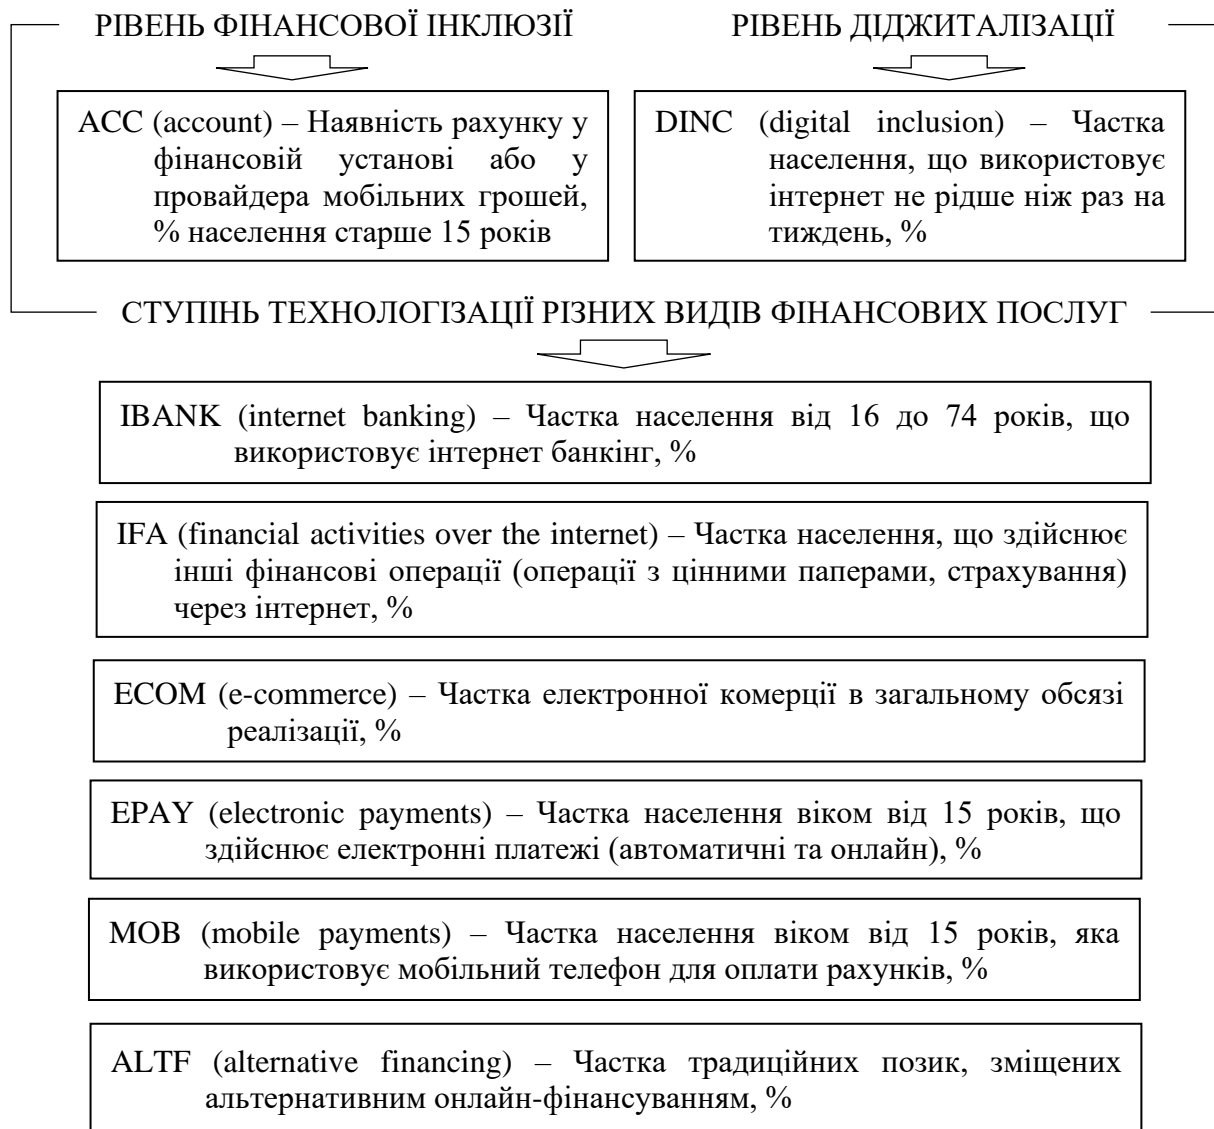 РІВЕНЬ ФІНАНСОВОЇ ІНКЛЮЗІЇ
РІВЕНЬ ДІДЖИТАЛІЗАЦІЇ
ACC (account) – Наявність рахунку у
фінансовій установі або у
провайдера мобільних грошей,
% населення старше 15 років
DINC (digital inclusion) – Частка
населення, що використовує
інтернет не рідше ніж раз на
тиждень, %
СТУПІНЬ ТЕХНОЛОГІЗАЦІЇ РІЗНИХ ВИДІВ ФІНАНСОВИХ ПОСЛУГ
IBANK (internet banking) – Частка населення від 16 до 74 років, що
використовує інтернет банкінг, %
IFA (financial activities over the internet) – Частка населення, що здійснює
інші фінансові операції (операції з цінними паперами, страхування)
через інтернет, %
ECOM (e-commerce) – Частка електронної комерції в загальному обсязі
реалізації, %
EPAY (electronic payments) – Частка населення віком від 15 років, що
здійснює електронні платежі (автоматичні та онлайн), %
MOB (mobile payments) – Частка населення віком від 15 років, яка
використовує мобільний телефон для оплати рахунків, %
ALTF (alternative financing) – Частка традиційних позик, зміщених
альтернативним онлайн-фінансуванням, %